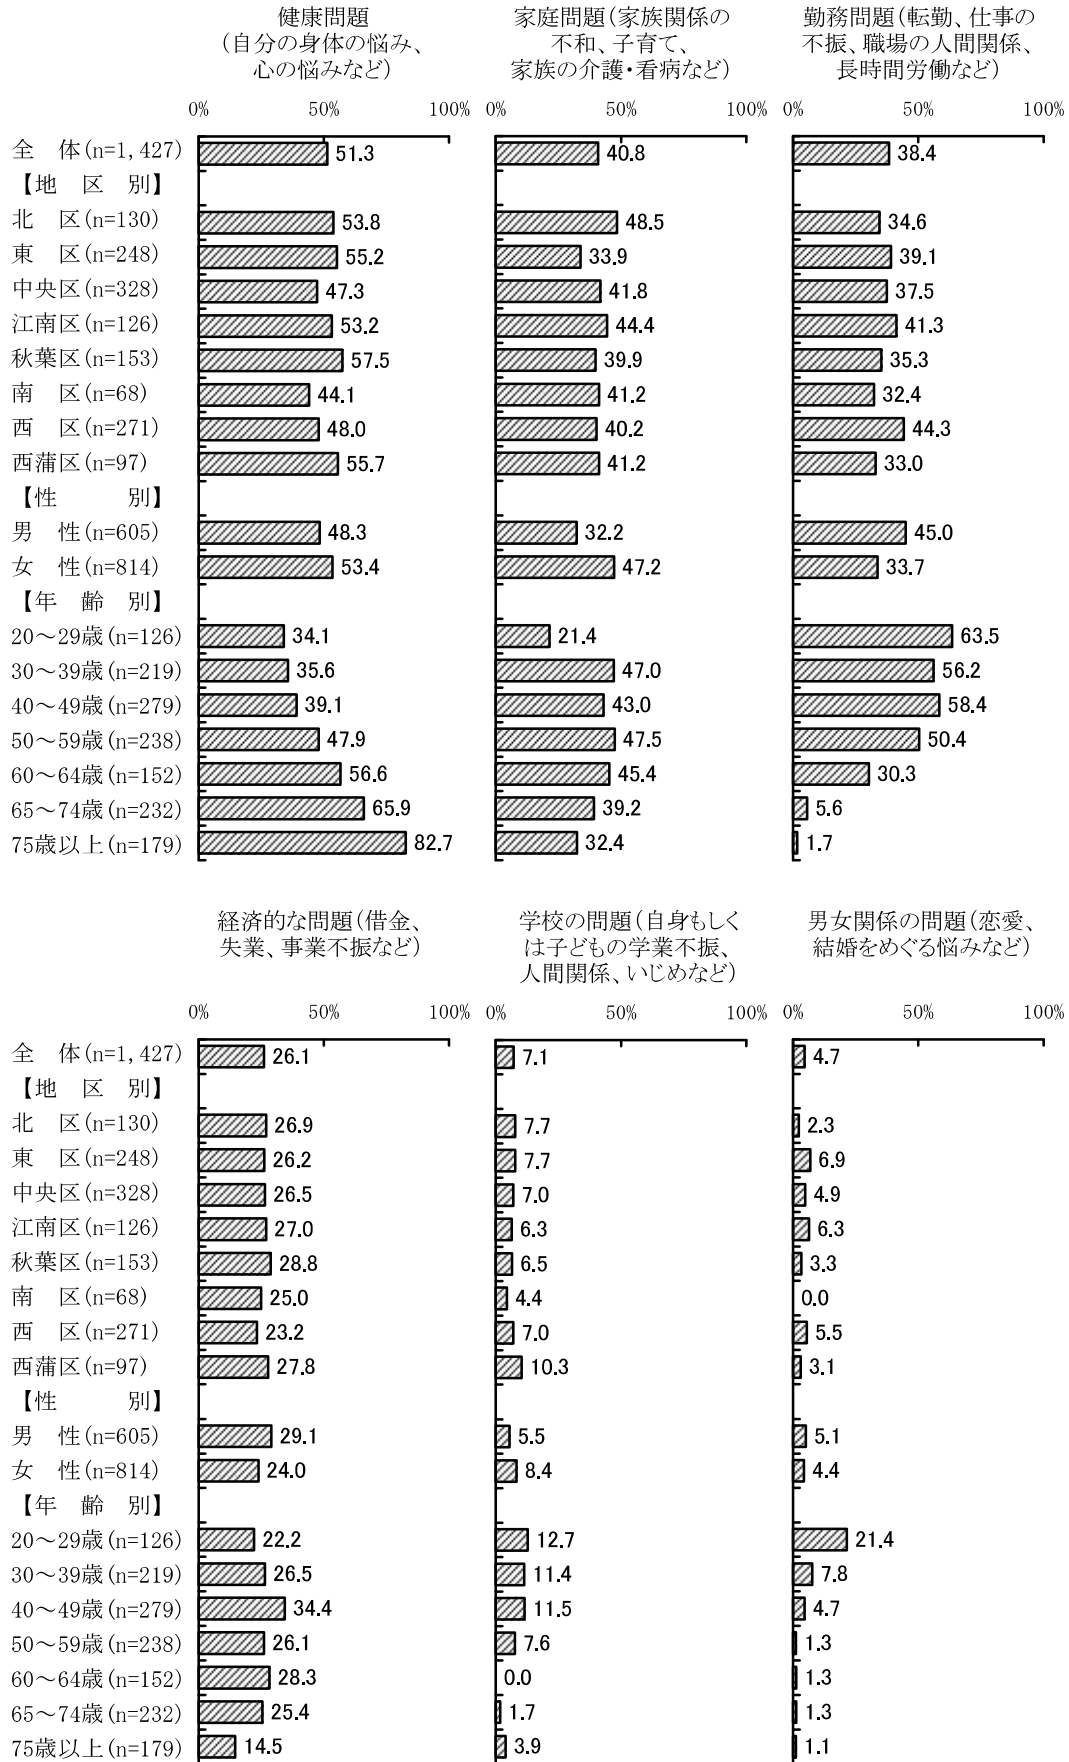 健康問題
(自分の身体の悩み、
心の悩みなど)
家庭問題(家族関係の
不和、子育て、
家族の介護・看病など)
勤務問題(転勤、仕事の
不振、職場の人間関係、
長時間労働など)
0% 50% 100% 0% 50% 100% 0% 50% 100%
全 体(n=1,427) 51.3 40.8 38.4
【地 区 別】
北 区(n=130) 53.8 48.5 34.6
東 区(n=248) 55.2 33.9 39.1
中央区(n=328) 47.3 41.8 37.5
江南区(n=126) 53.2 44.4 41.3
秋葉区(n=153) 57.5 39.9 35.3
南 区(n=68) 44.1 41.2 32.4
西 区(n=271) 48.0 40.2 44.3
西蒲区(n=97) 55.7 41.2 33.0
【性 別】
男 性(n=605) 48.3 32.2 45.0
女 性(n=814) 53.4 47.2 33.7
【年 齢 別】
20~29歳(n=126) 34.1 21.4 63.5
30~39歳(n=219) 35.6 47.0 56.2
40~49歳(n=279) 39.1 43.0 58.4
50~59歳(n=238) 47.9 47.5 50.4
60~64歳(n=152) 56.6 45.4 30.3
65~74歳(n=232) 65.9 39.2 5.6
75歳以上(n=179) 82.7 32.4 1.7
経済的な問題(借金、
失業、事業不振など)
学校の問題(自身もしく
は子どもの学業不振、
人間関係、いじめなど)
男女関係の問題(恋愛、
結婚をめぐる悩みなど)
0% 50% 100% 0% 50% 100% 0% 50% 100%
全 体(n=1,427) 26.1 7.1 4.7
【地 区 別】
北 区(n=130) 26.9 7.7 2.3
東 区(n=248) 26.2 7.7 6.9
中央区(n=328) 26.5 7.0 4.9
江南区(n=126) 27.0 6.3 6.3
秋葉区(n=153) 28.8 6.5 3.3
南 区(n=68) 25.0 4.4 0.0
西 区(n=271) 23.2 7.0 5.5
西蒲区(n=97) 27.8 10.3 3.1
【性 別】
男 性(n=605) 29.1 5.5 5.1
女 性(n=814) 24.0 8.4 4.4
【年 齢 別】
20~29歳(n=126) 22.2 12.7 21.4
30~39歳(n=219) 26.5 11.4 7.8
40~49歳(n=279) 34.4 11.5 4.7
50~59歳(n=238) 26.1 7.6 1.3
60~64歳(n=152) 28.3 0.0 1.3
65~74歳(n=232) 25.4 1.7 1.3
75歳以上(n=179) 14.5 3.9 1.1